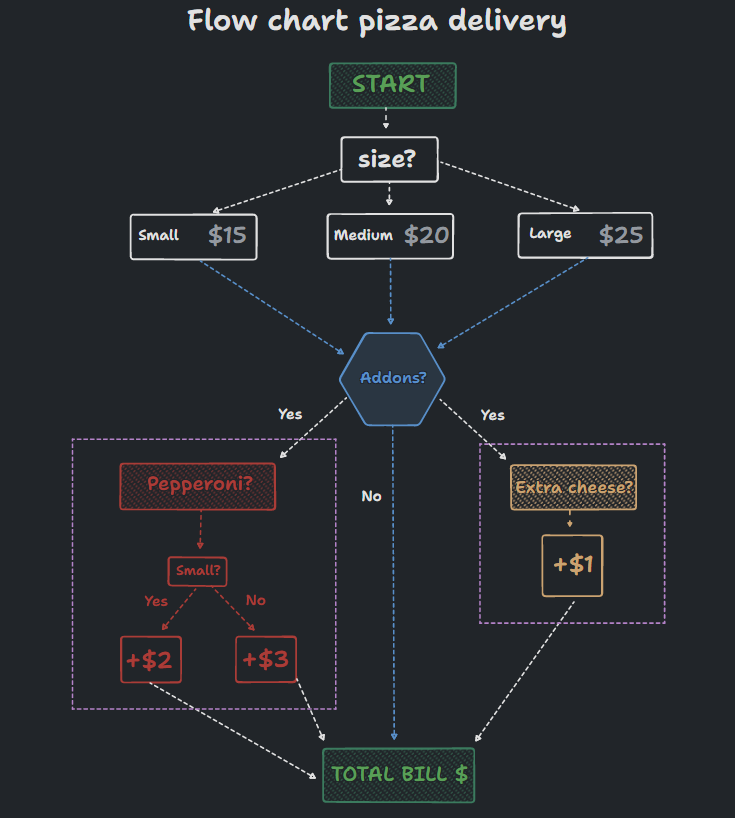 Flow chart pizza delivery
START
size?
Small $15
Medium $20
Large $25
Addons?
Yes
Yes
Pepperoni?
Extra cheese?
No
+$1
Small?
Yes
No
+$2
+$3
TOTAL BILL $